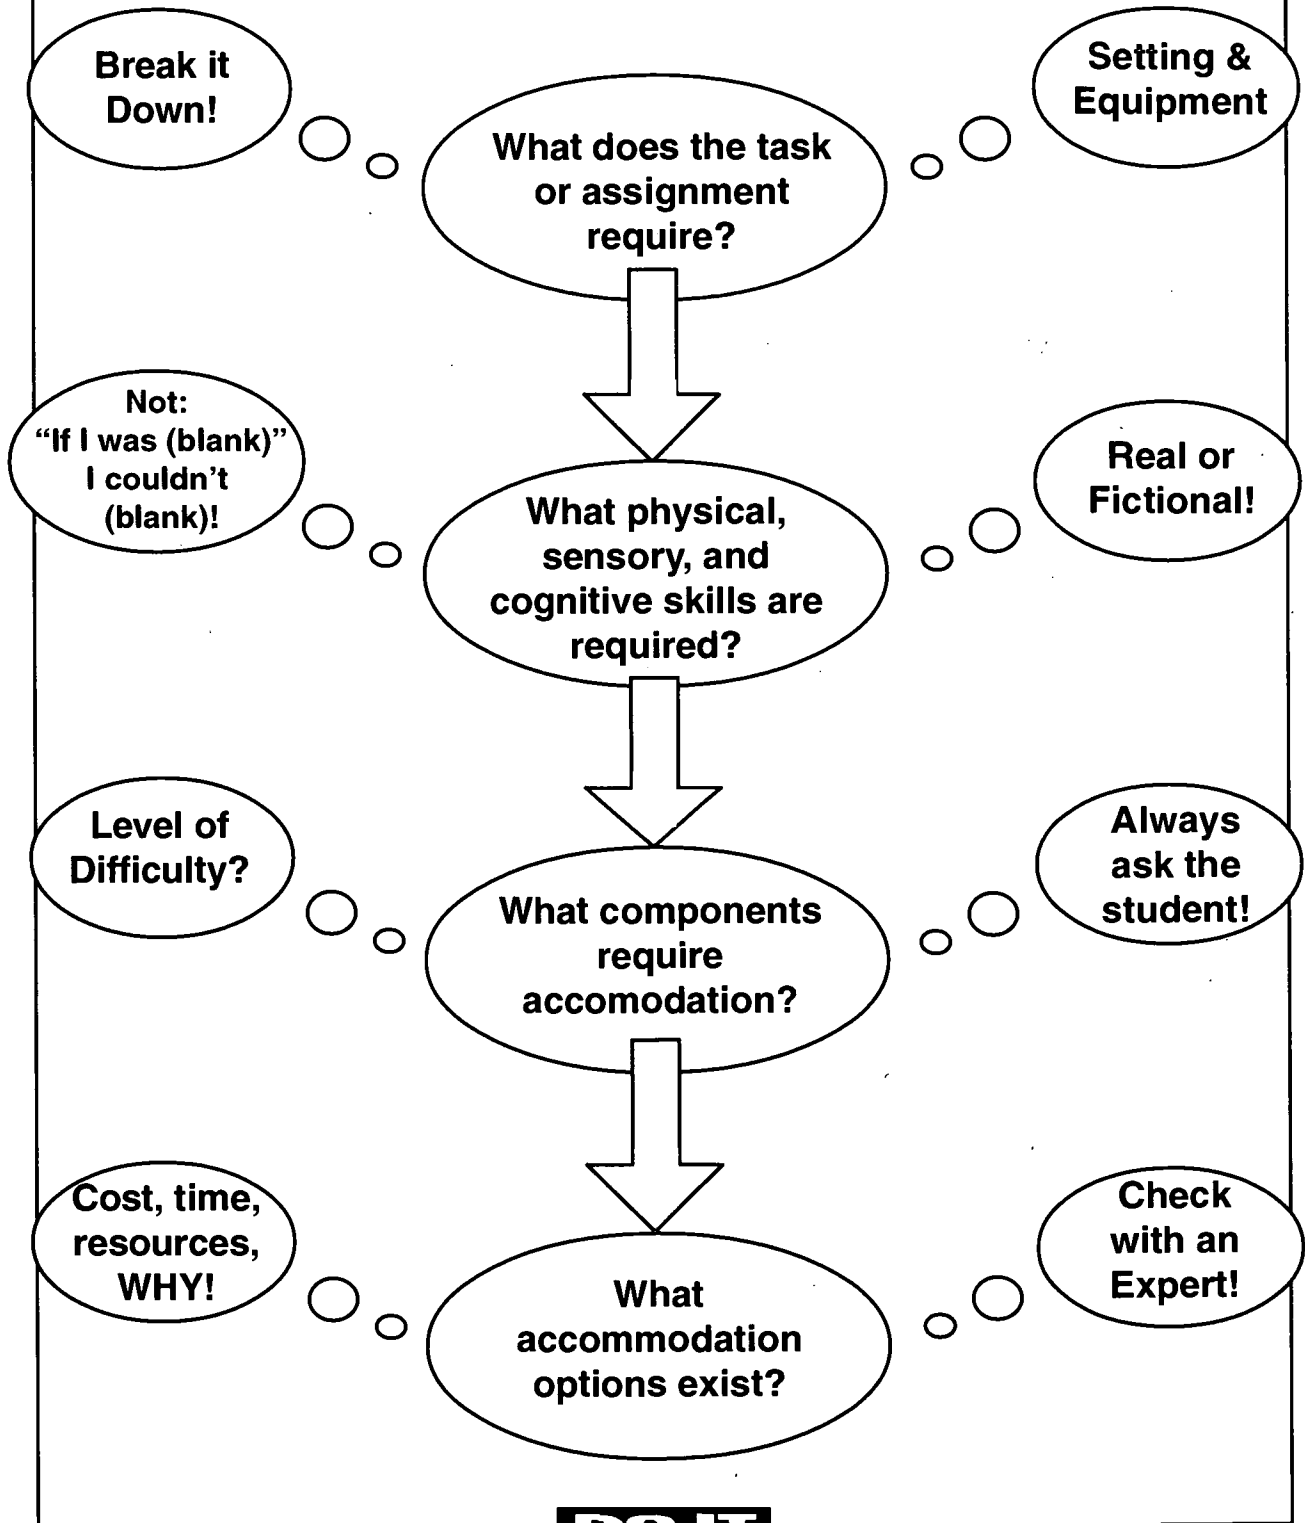 Break it
Down!
Setting &
Equipment
What does the task
or assignment
require?
Not:
“If I was (blank)”
I couldn't
(blank)!
Real or
Fictional!
What physical,
sensory, and
cognitive skills are
required?
Level of
Difficulty?
Always
ask the
student!
What components
require
accomodation?
Cost, time,
resources,
WHY!
Check
with an
Expert!
What
accommodation
options exist?
DO-IT